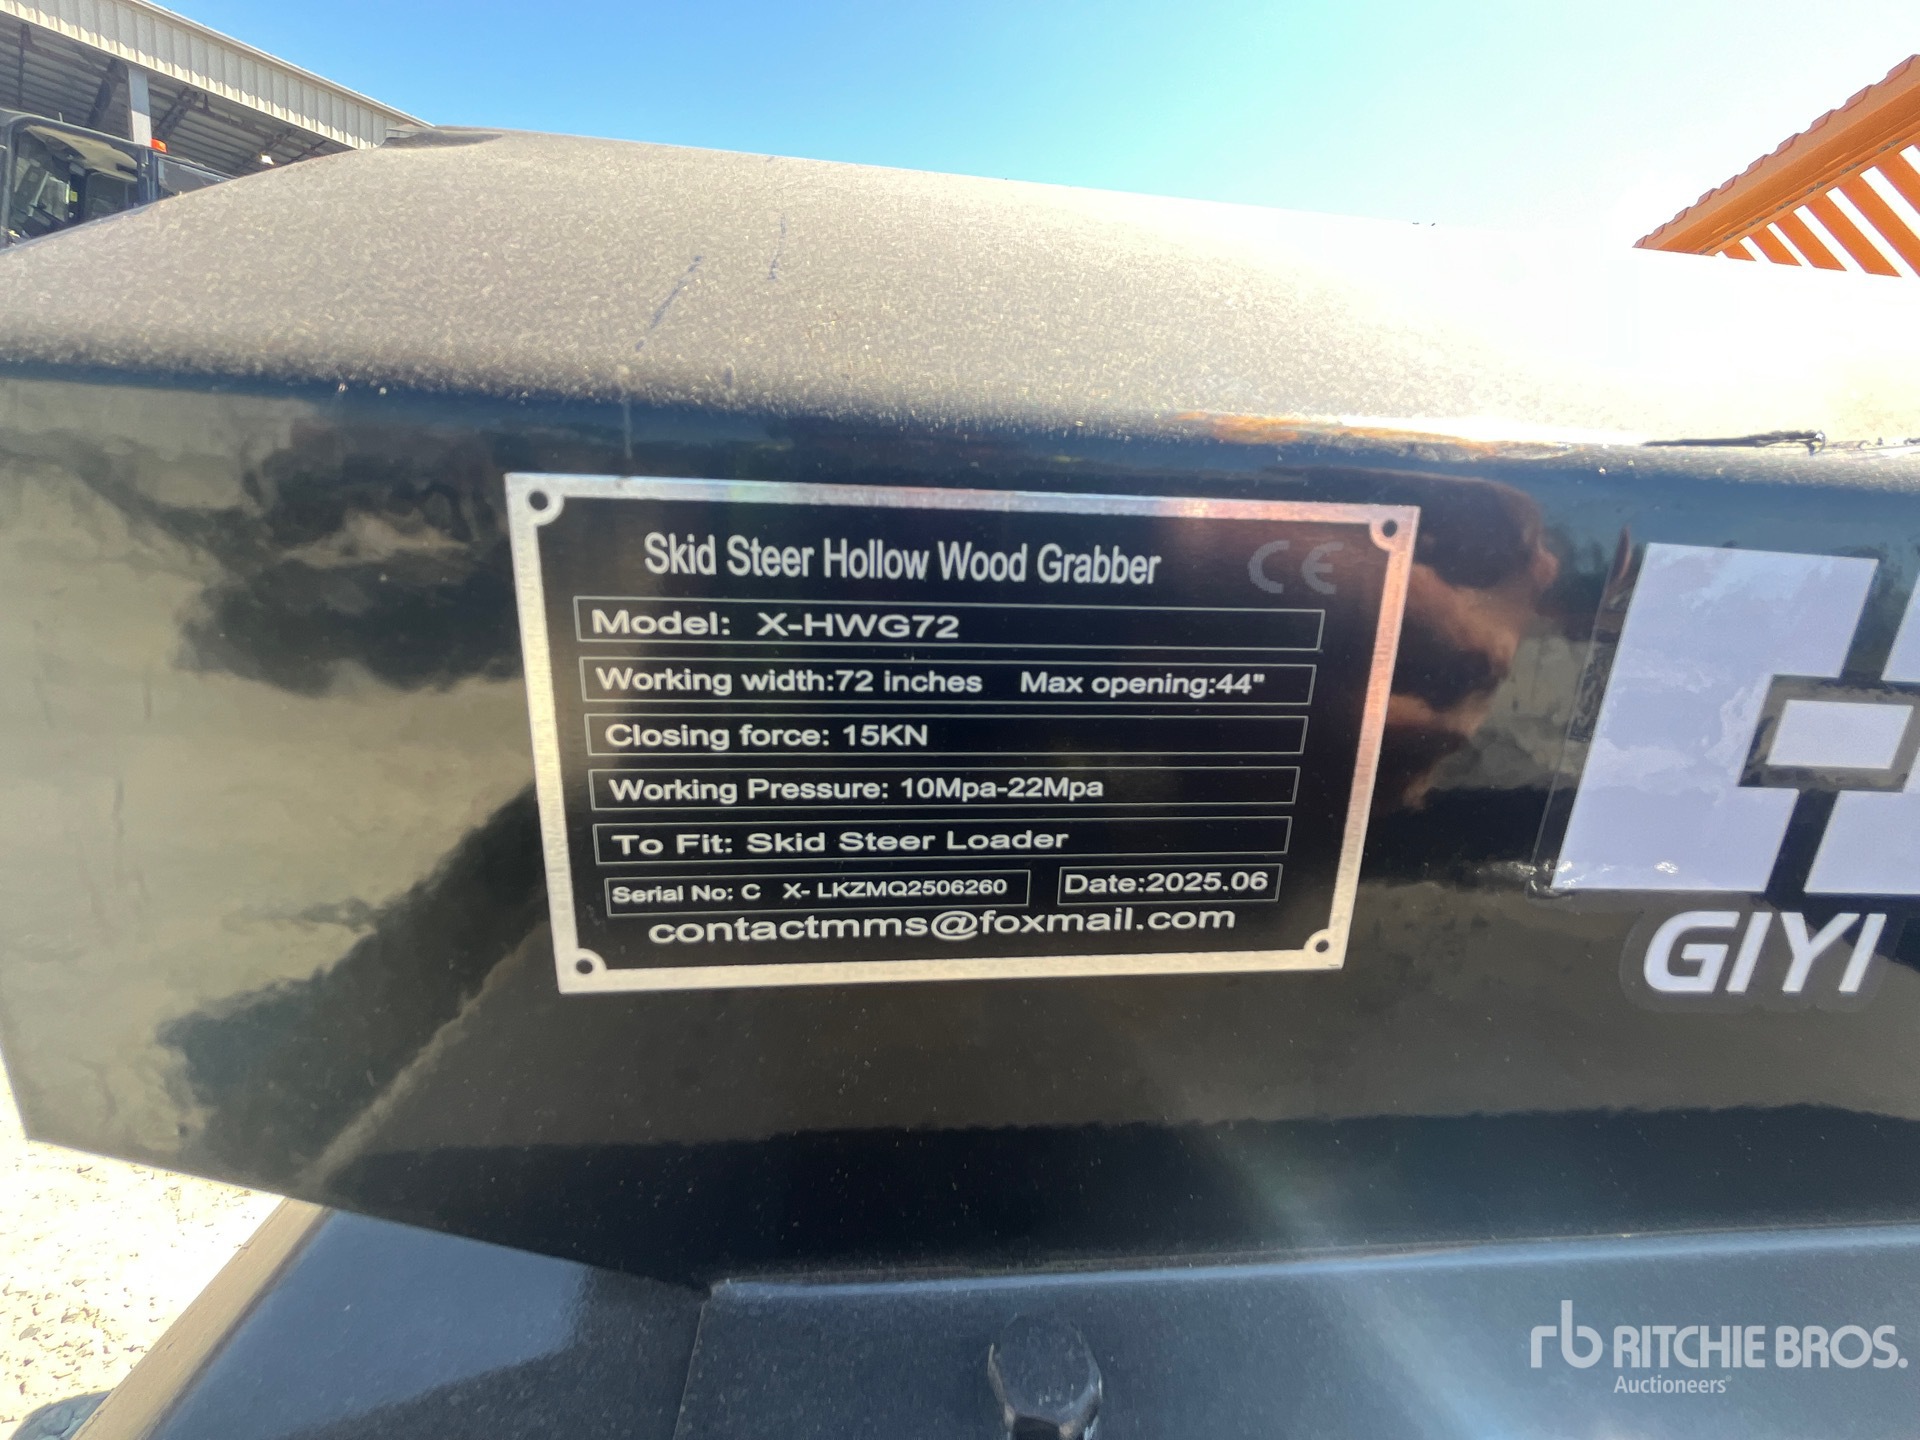 Skid Steer Hollow Wood Grabber CE
Model: X-HWG72
Working width:72 inches Max opening:44"
Closing force: 15KN
Working Pressure: 10Mpa-22Mpa
To Fit: Skid Steer Loader
Serial No: C X- LKZMQ2506260 Date:2025.06
contactmms@foxmail.com
GIYI
rb RITCHIE BROS.
Auctioneers